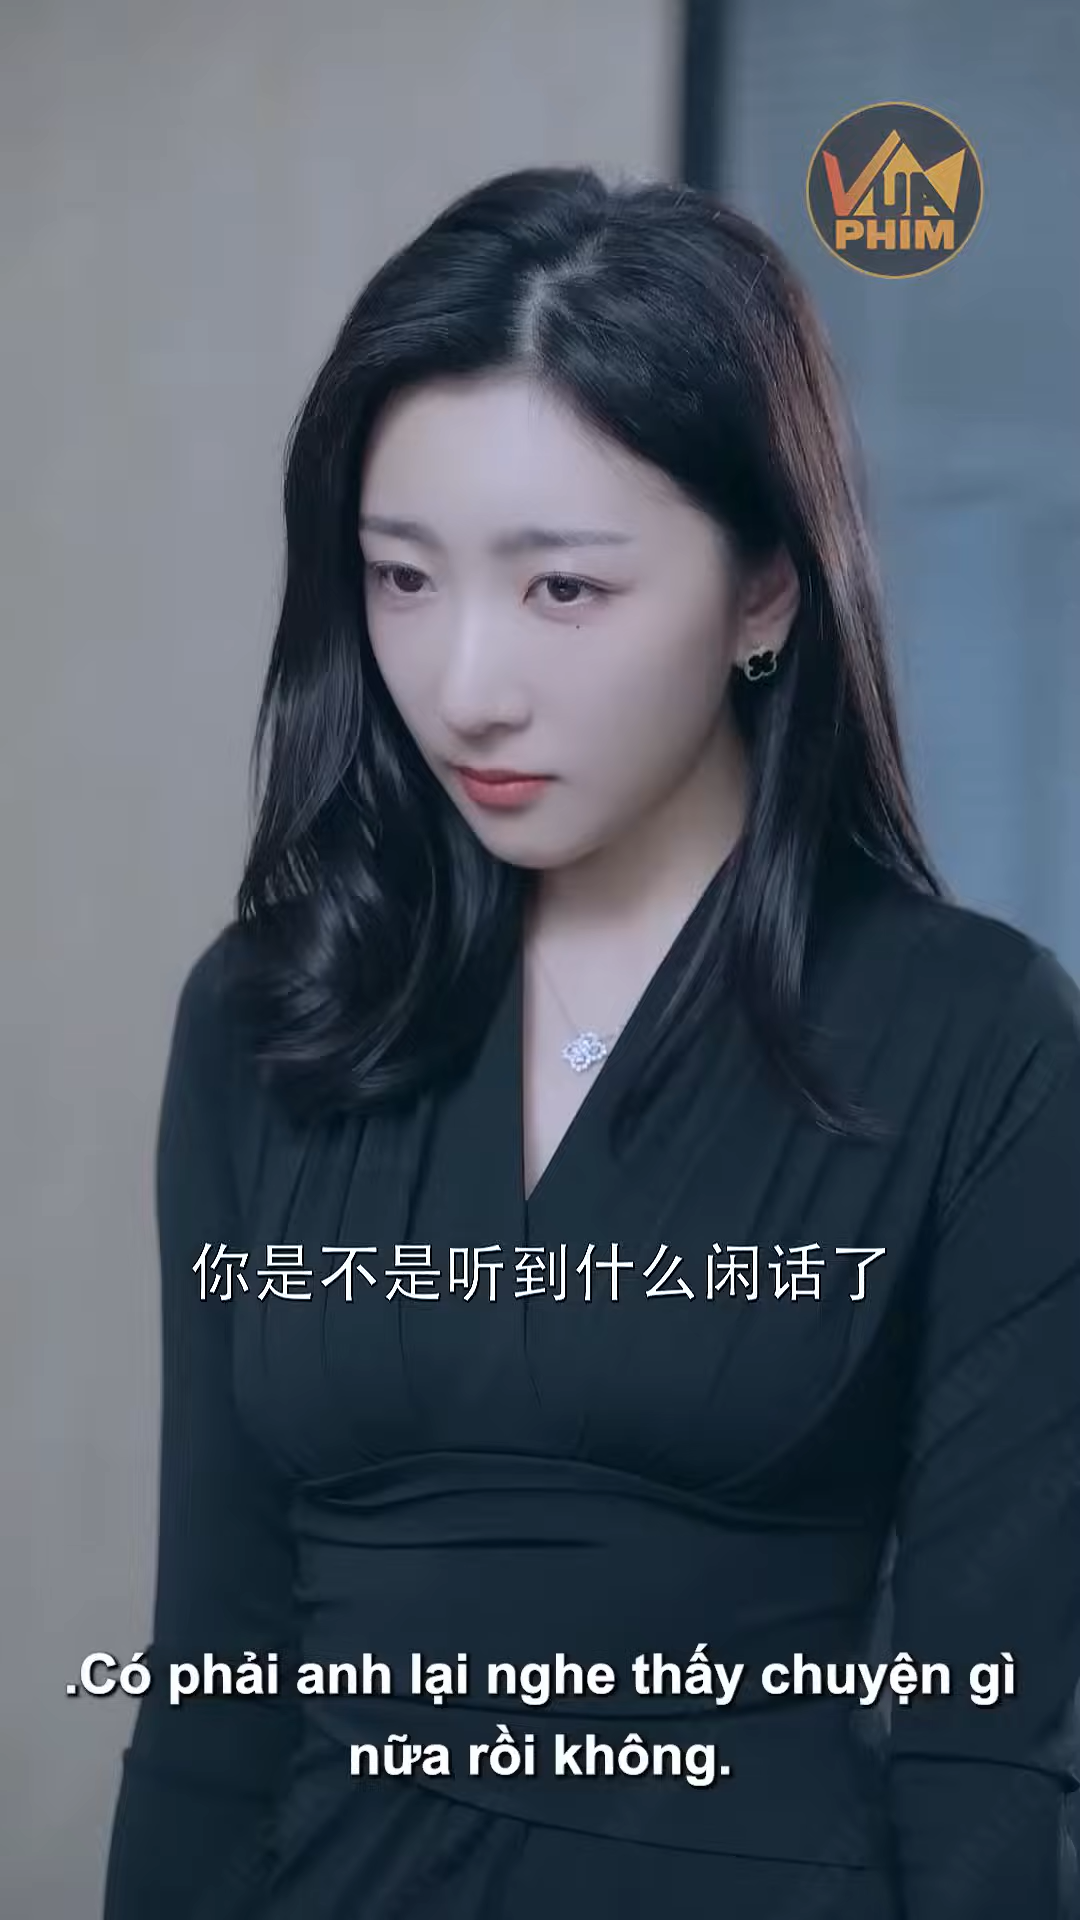 VUA
PHIM
你是不是听到什么闲话了
.Có phải anh lại nghe thấy chuyện gì
nữa rồi không.